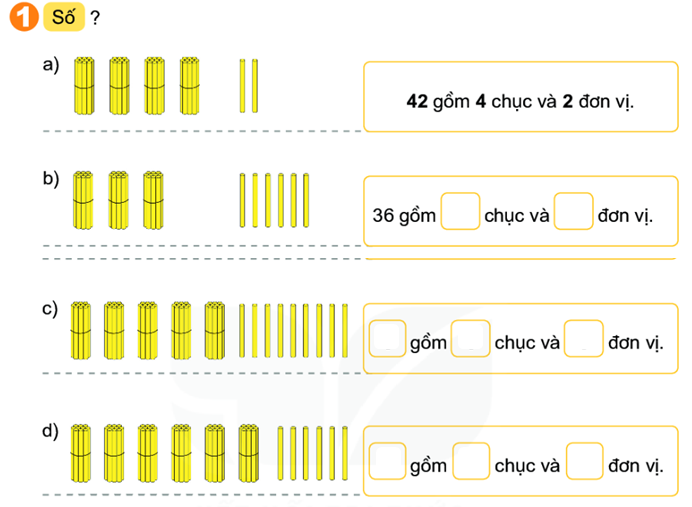 1 Số ?
a) 42 gồm 4 chục và 2 đơn vị.
b) 36 gồm chục và đơn vị.
c) gồm chục và đơn vị.
d) gồm chục và đơn vị.